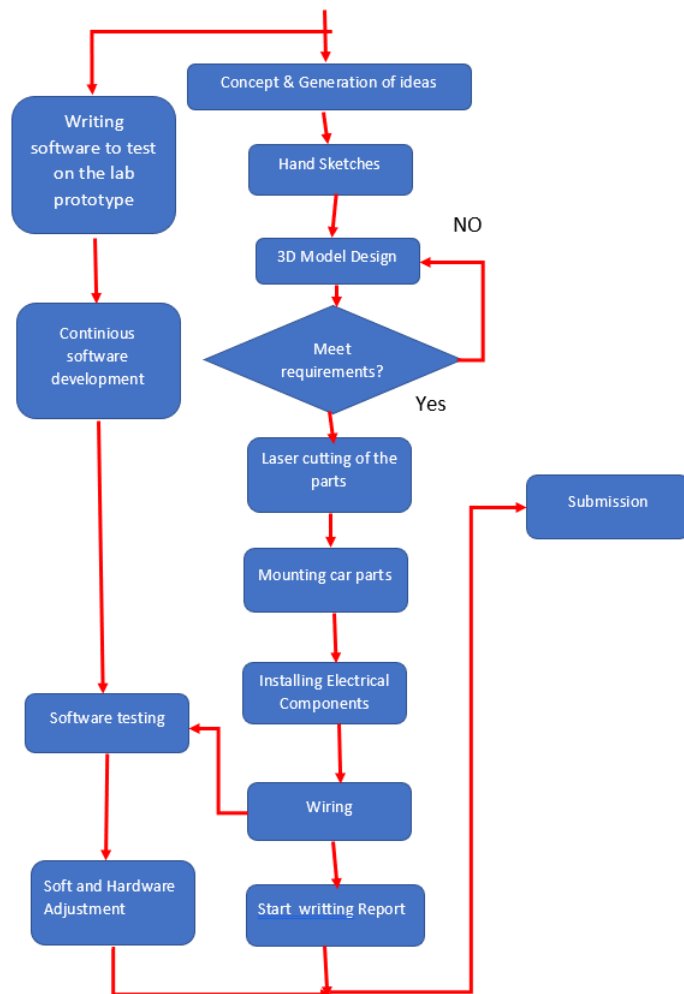 Concept & Generation of ideas
Writing
software to test
on the lab
prototype
Hand Sketches
NO
3D Model Design
Continious
software
development
Meet
requirements?
Yes
Laser cutting of the
parts
Submission
Mounting car parts
Installing Electrical
Components
Software testing
Wiring
Soft and Hardware
Adjustment
Start writting Report